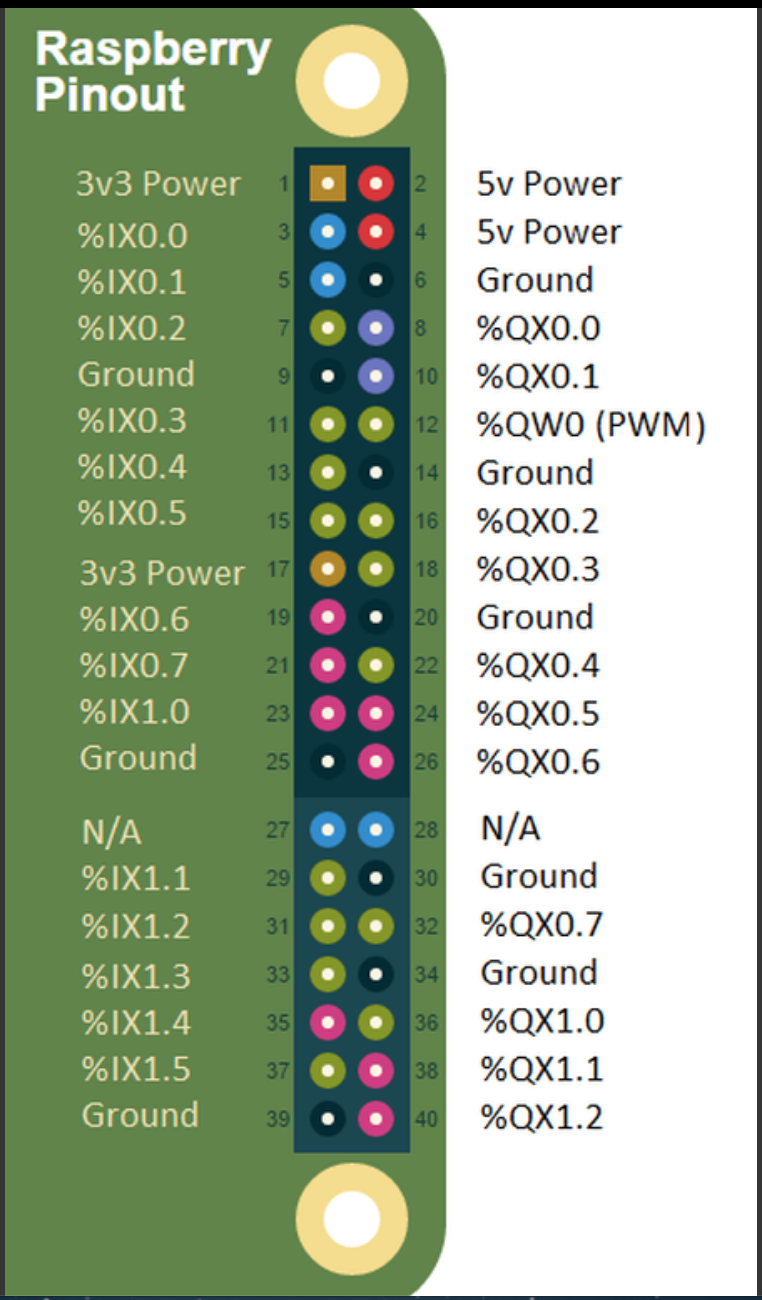 Raspberry
Pinout
3v3 Power 1 2 5v Power
%IX0.0 3 4 5v Power
%IX0.1 5 6 Ground
%IX0.2 7 8 %QX0.0
Ground 9 10 %QX0.1
%IX0.3 11 12 %QW0 (PWM)
%IX0.4 13 14 Ground
%IX0.5 15 16 %QX0.2
3v3 Power 17 18 %QX0.3
%IX0.6 19 20 Ground
%IX0.7 21 22 %QX0.4
%IX1.0 23 24 %QX0.5
Ground 25 26 %QX0.6
N/A 27 28 N/A
%IX1.1 29 30 Ground
%IX1.2 31 32 %QX0.7
%IX1.3 33 34 Ground
%IX1.4 35 36 %QX1.0
%IX1.5 37 38 %QX1.1
Ground 39 40 %QX1.2